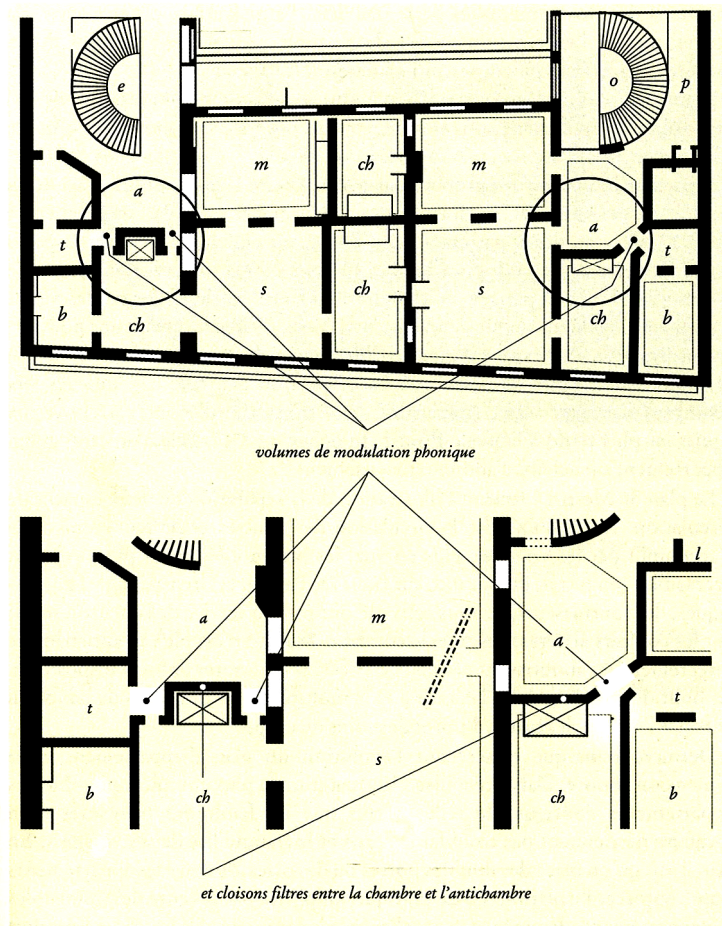 e
o
p
m
ch
m
a
a
t
t
s
ch
s
b
ch
ch
b
volumes de modulation phonique
l
a
m
a
t
t
s
b
ch
ch
b
et cloisons filtres entre la chambre et l'antichambre